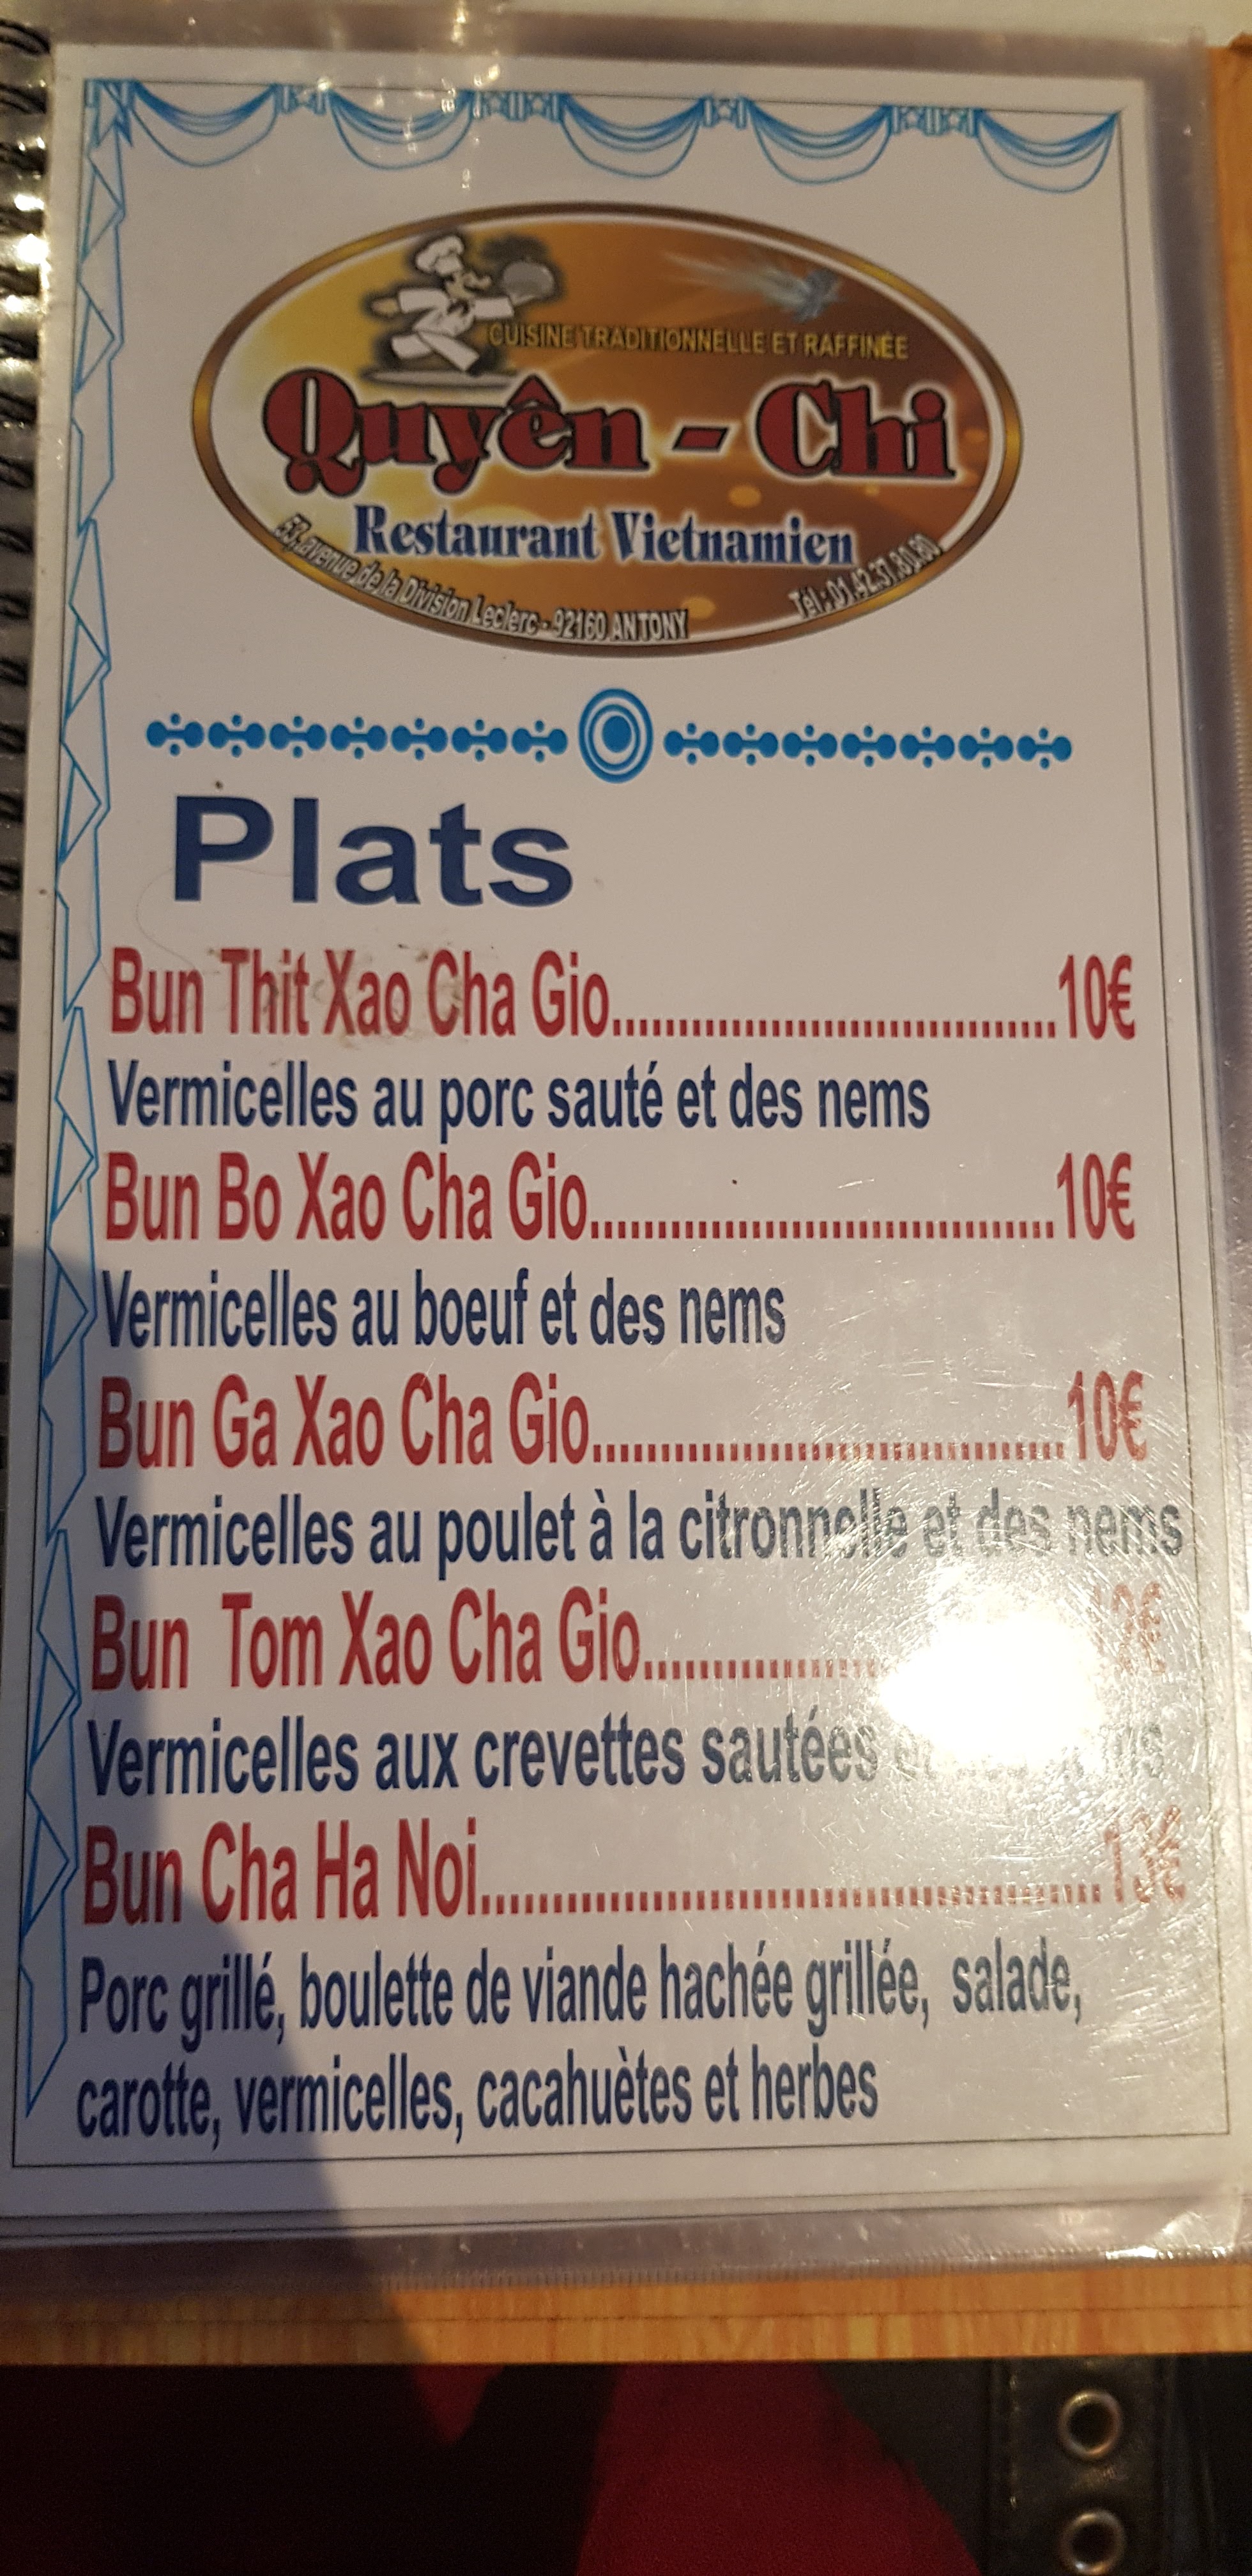 CUISINE TRADITIONNELLE ET RAFFINÉE
Quyên - Chi
Restaurant Vietnamien
53, avenue de la Division Leclerc - 92160 ANTONY
Tél : 01.42.37.80.80
Plats
Bun Thit Xao Cha Gio..................................10€
Vermicelles au porc sauté et des nems
Bun Bo Xao Cha Gio...................................10€
Vermicelles au boeuf et des nems
Bun Ga Xao Cha Gio...................................10€
Vermicelles au poulet à la citronnelle et des nems
Bun Tom Xao Cha Gio..................
Vermicelles aux crevettes sautées
Bun Cha Ha Noi............................................13€
Porc grillé, boulette de viande hachée grillée, salade,
carotte, vermicelles, cacahuètes et herbes